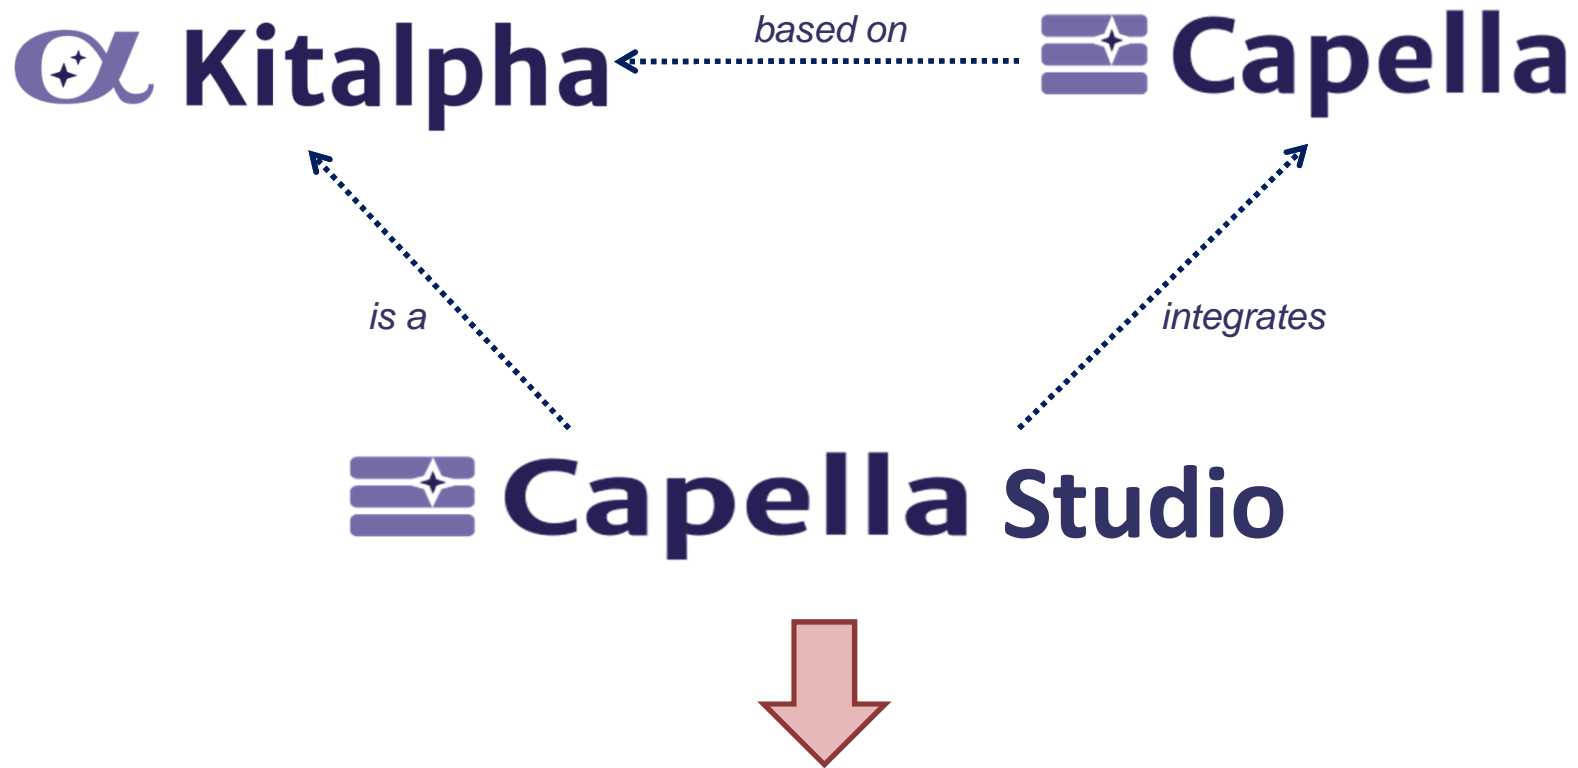 Kitalpha
based on
Capella
is a
integrates
Capella Studio